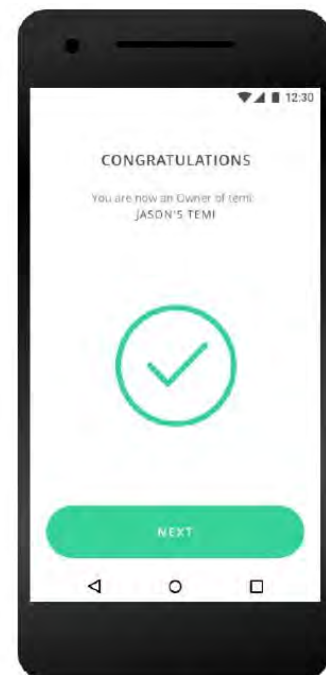 12:30
CONGRATULATIONS
You are now an Owner of temi:
JASON'S TEMI
NEXT